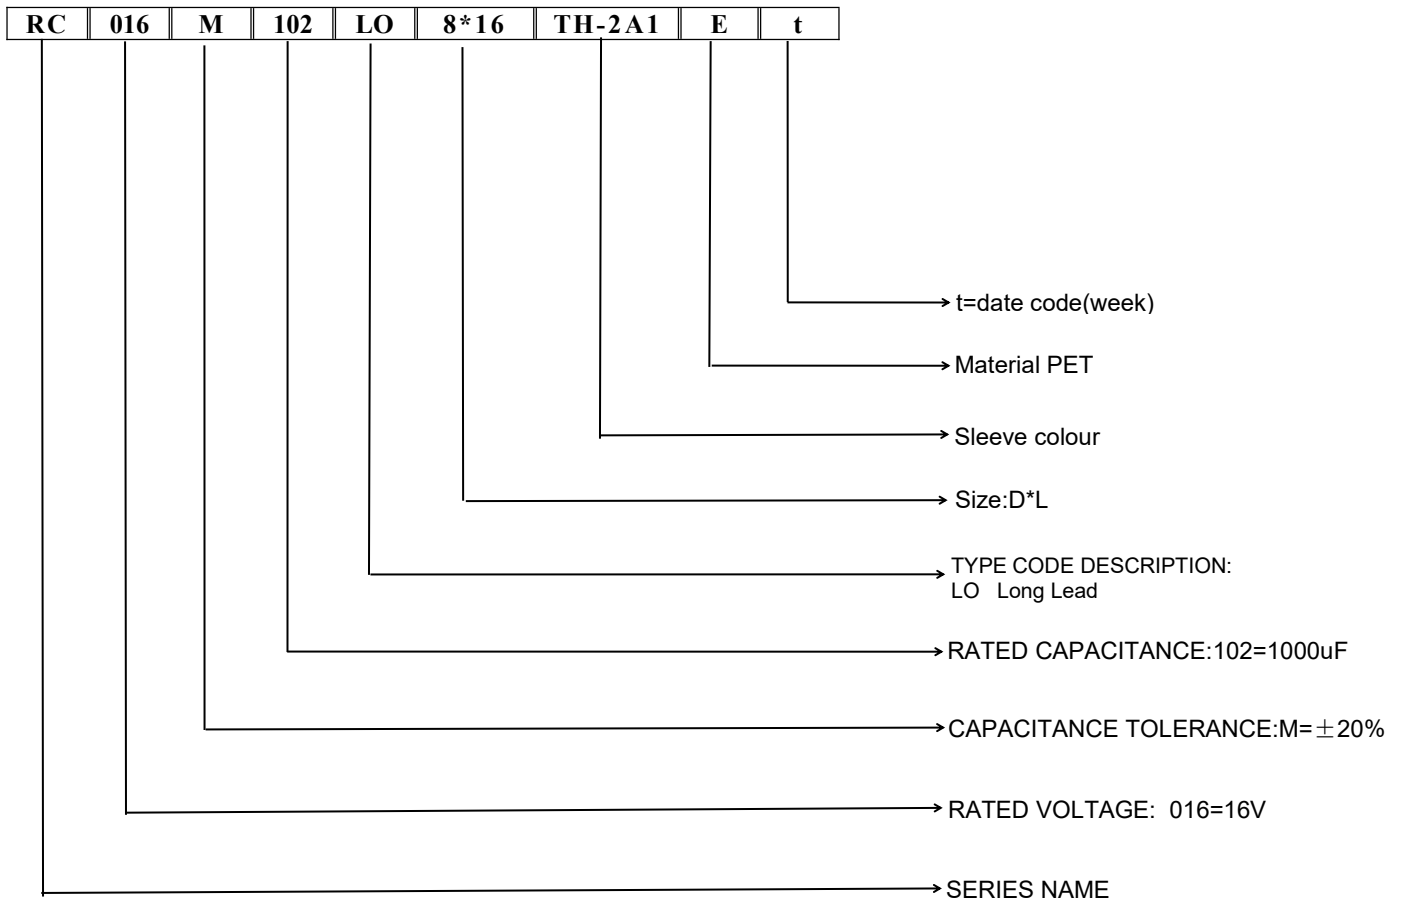 RC 016 M 102 LO 8*16 TH-2A1 E t
t=date code(week)
Material PET
Sleeve colour
Size:D*L
TYPE CODE DESCRIPTION:
LO Long Lead
RATED CAPACITANCE:102=1000uF
CAPACITANCE TOLERANCE:M=±20%
RATED VOLTAGE: 016=16V
SERIES NAME